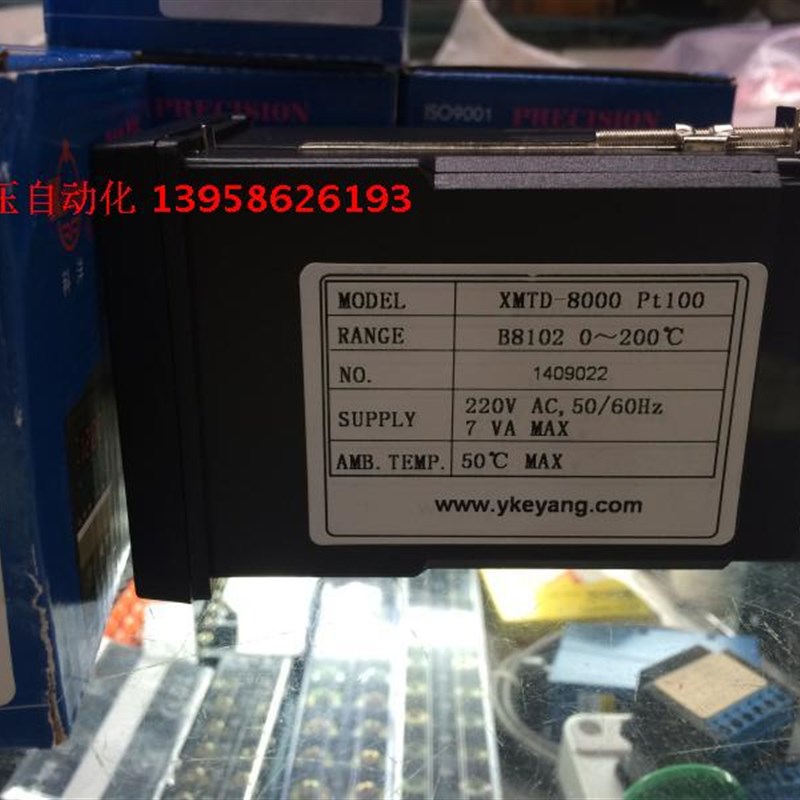 PRECISION
ISO9001 PRECISION
压自动化 13958626193
MODEL XMTD-8000 Pt100
RANGE B8102 0～200℃
NO. 1409022
SUPPLY 220V AC, 50/60Hz
7 VA MAX
AMB. TEMP. 50℃ MAX
www.ykeyang.com